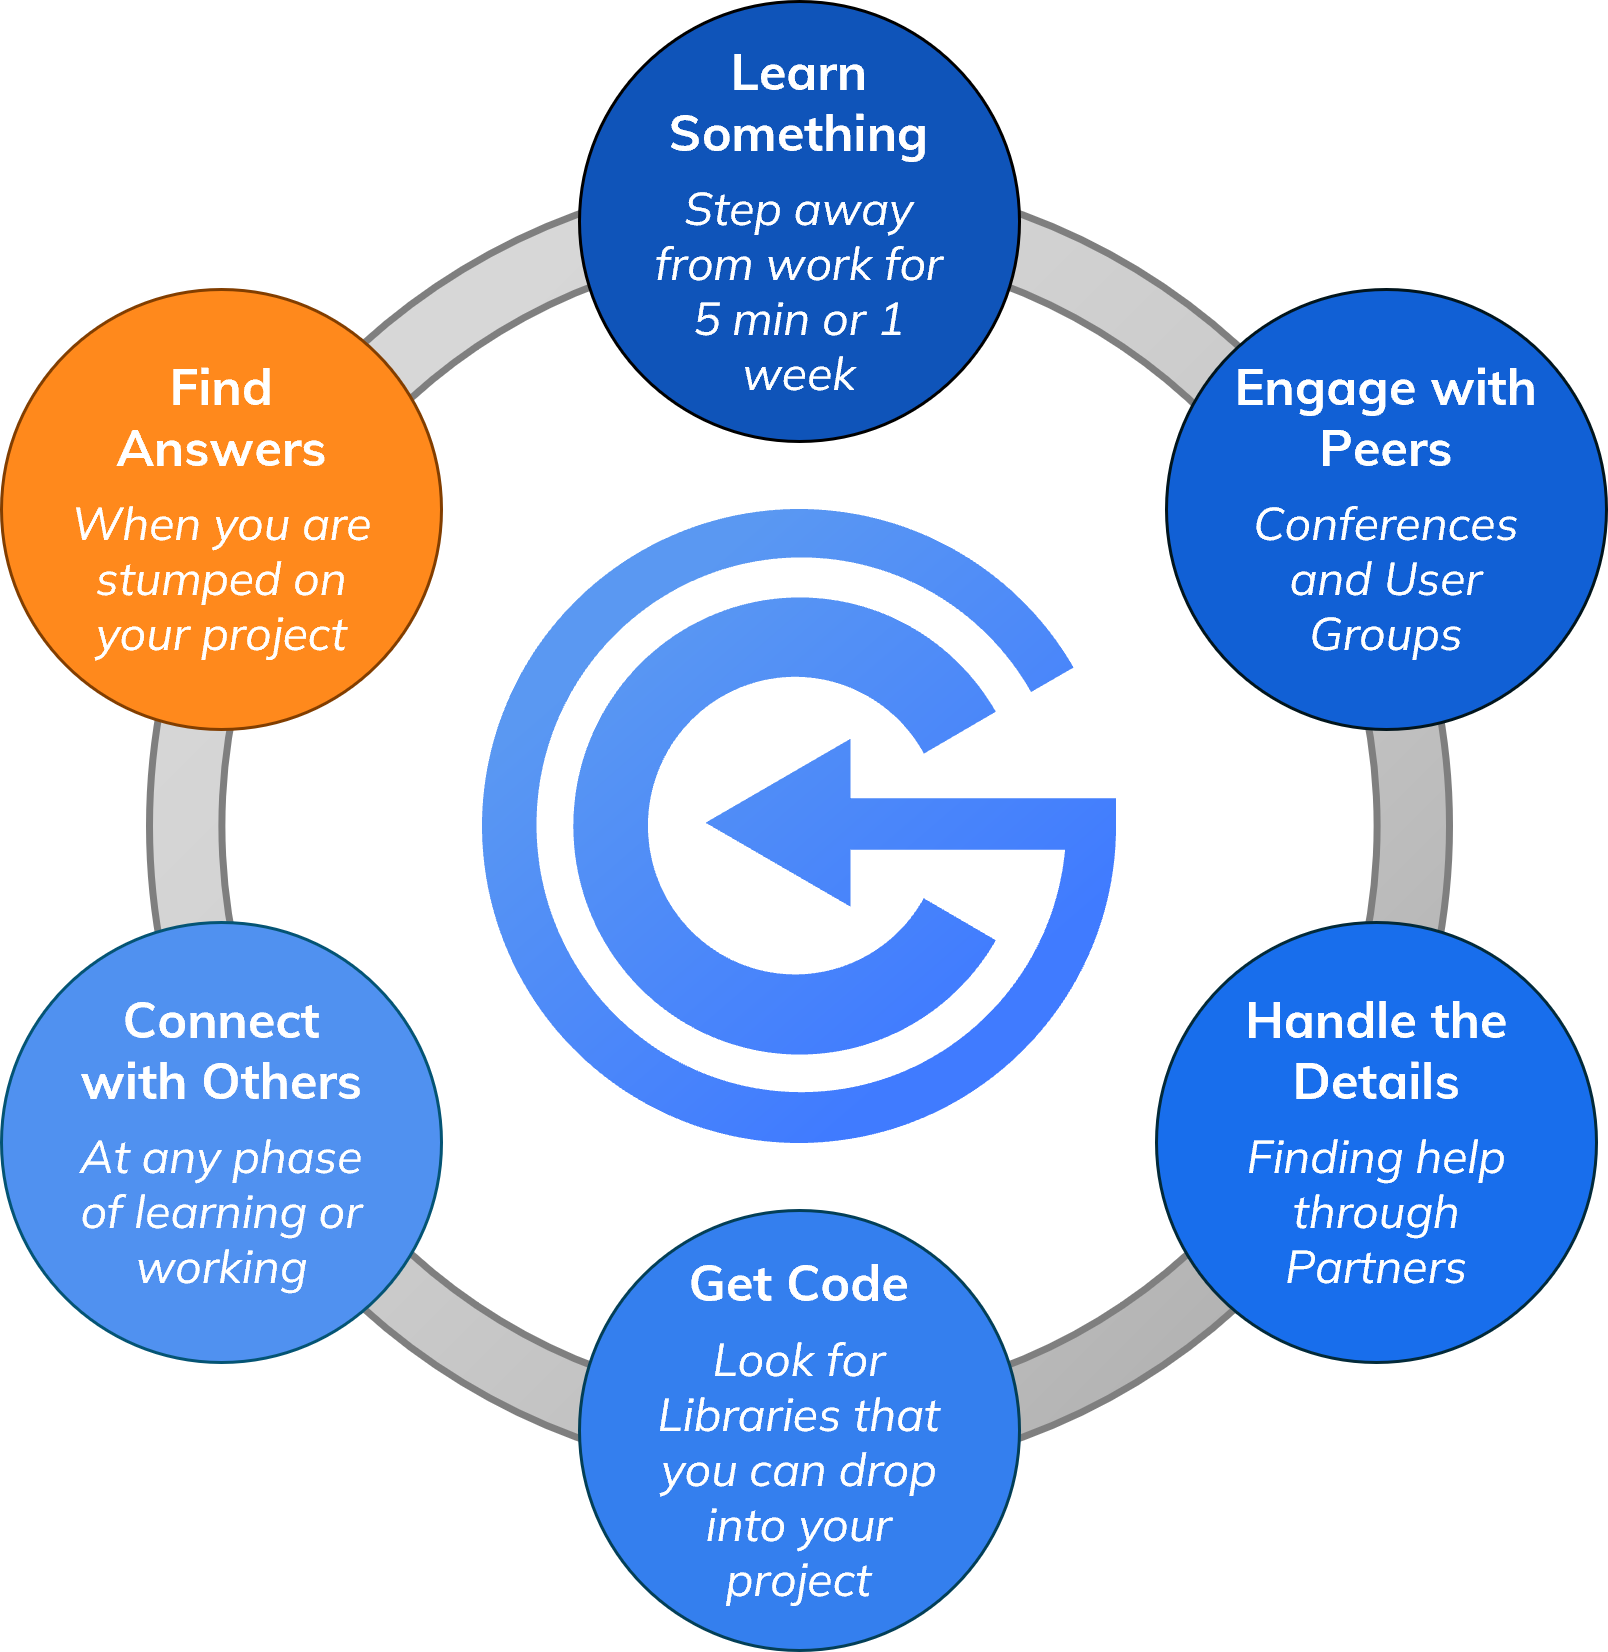 Learn
Something
Step away
from work for
5 min or 1
week
Engage with
Peers
Conferences
and User
Groups
Handle the
Details
Finding help
through
Partners
Get Code
Look for
Libraries that
you can drop
into your
project
Connect
with Others
At any phase
of learning or
working
Find
Answers
When you are
stumped on
your project